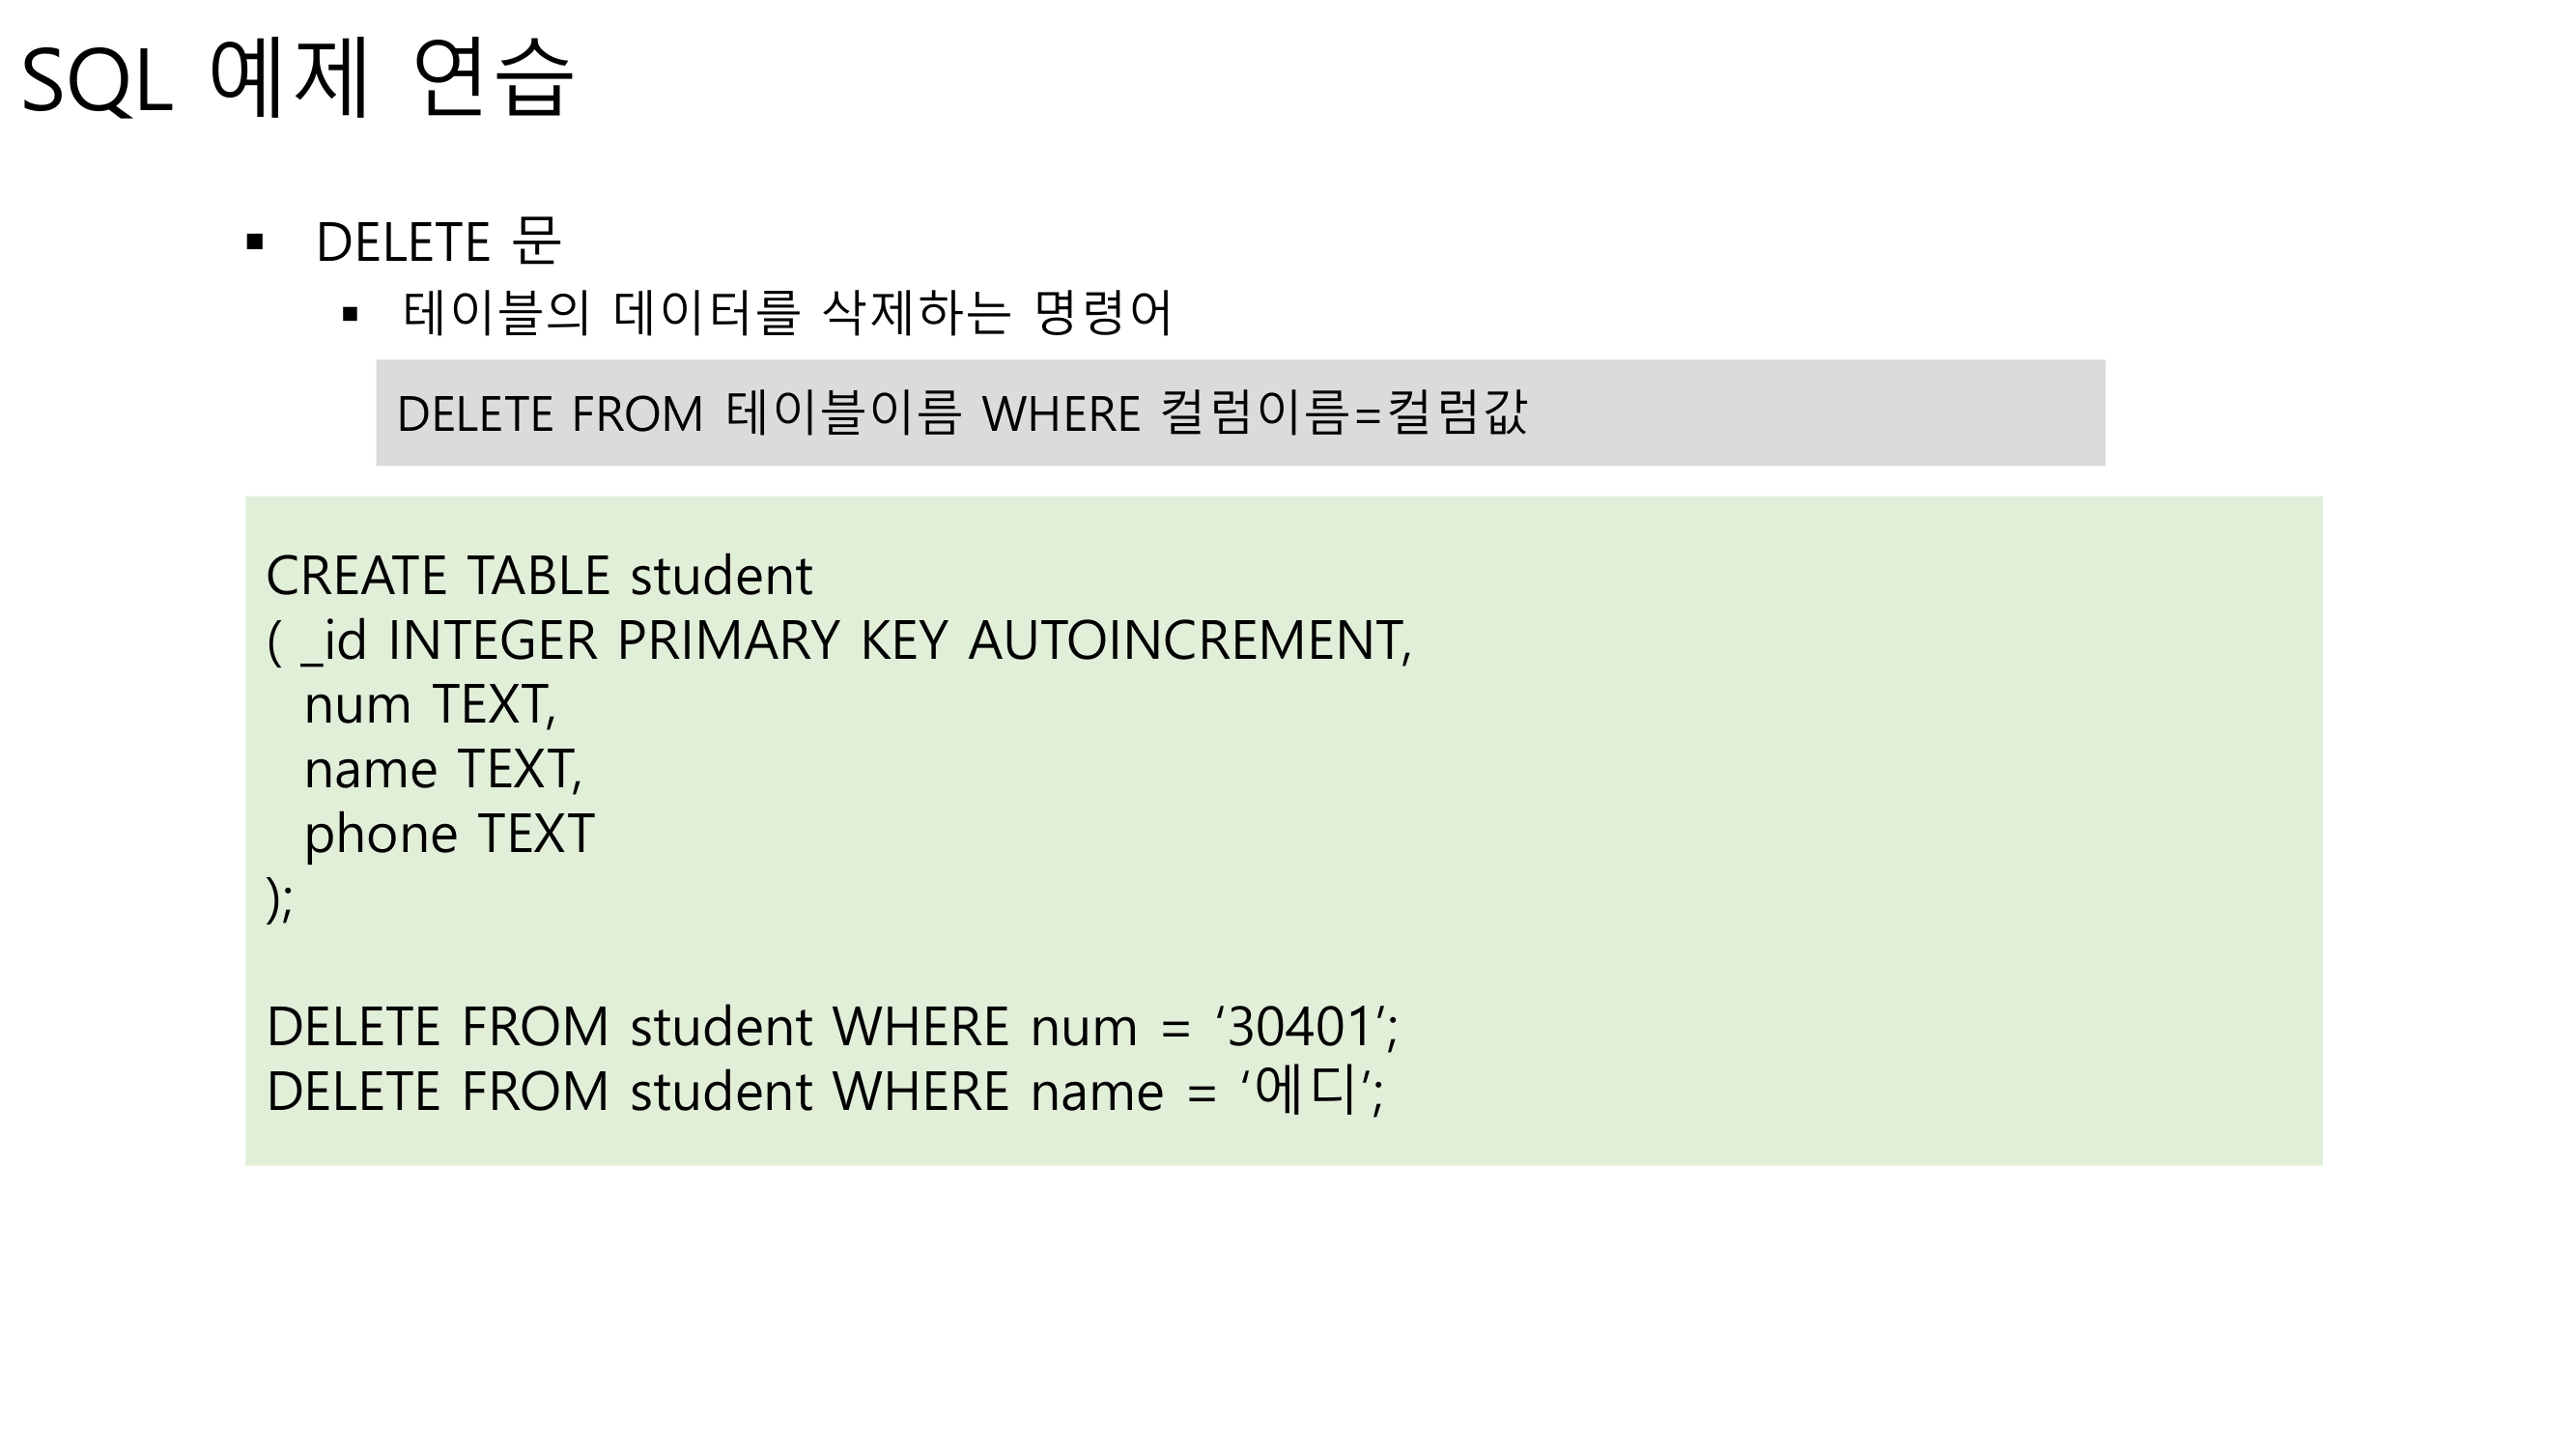 SQL 예제 연습
▪ DELETE 문
▪ 테이블의 데이터를 삭제하는 명령어
DELETE FROM 테이블이름 WHERE 컬럼이름=컬럼값
CREATE TABLE student
( _id INTEGER PRIMARY KEY AUTOINCREMENT,
num TEXT,
name TEXT,
phone TEXT
);
DELETE FROM student WHERE num = ‘30401’;
DELETE FROM student WHERE name = ‘에디’;